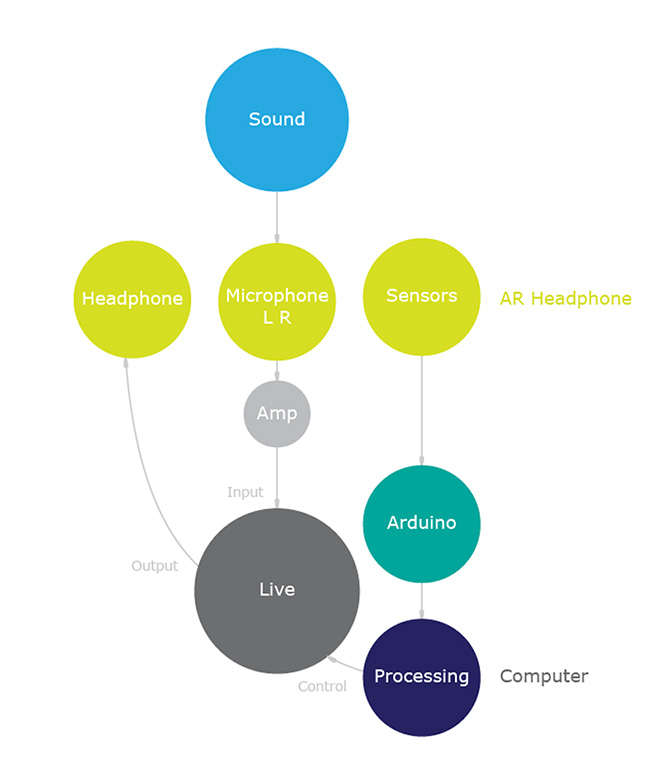 Sound
Headphone
Microphone
L R
Sensors
AR Headphone
Amp
Input
Arduino
Output
Live
Processing
Computer
Control